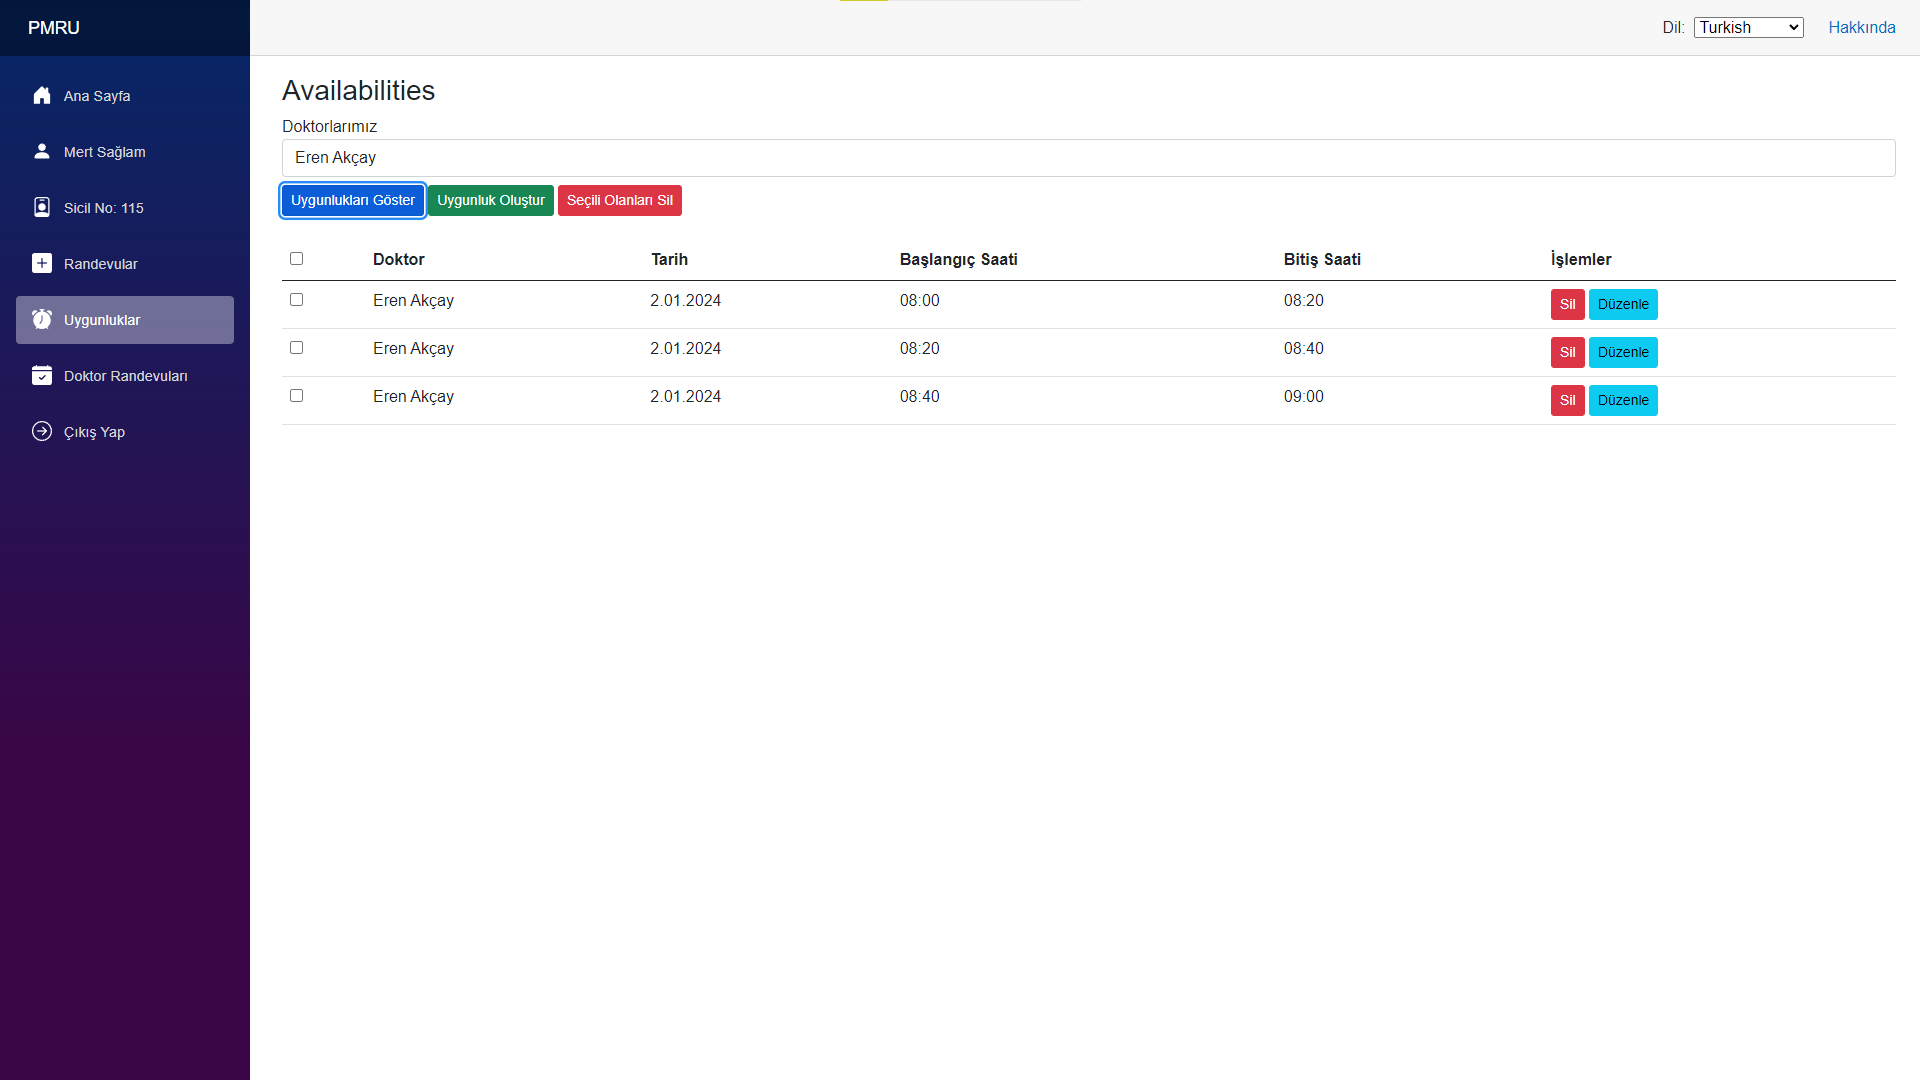 PMRU
Dil: Turkish Hakkında
Ana Sayfa
Mert Sağlam
Sicil No: 115
Randevular
Uygunluklar
Doktor Randevuları
Çıkış Yap
Availabilities
Doktorlarımız
Eren Akçay
Uygunlukları Göster Uygunluk Oluştur Seçili Olanları Sil
Doktor Tarih Başlangıç Saati Bitiş Saati İşlemler
Eren Akçay 2.01.2024 08:00 08:20 Sil Düzenle
Eren Akçay 2.01.2024 08:20 08:40 Sil Düzenle
Eren Akçay 2.01.2024 08:40 09:00 Sil Düzenle